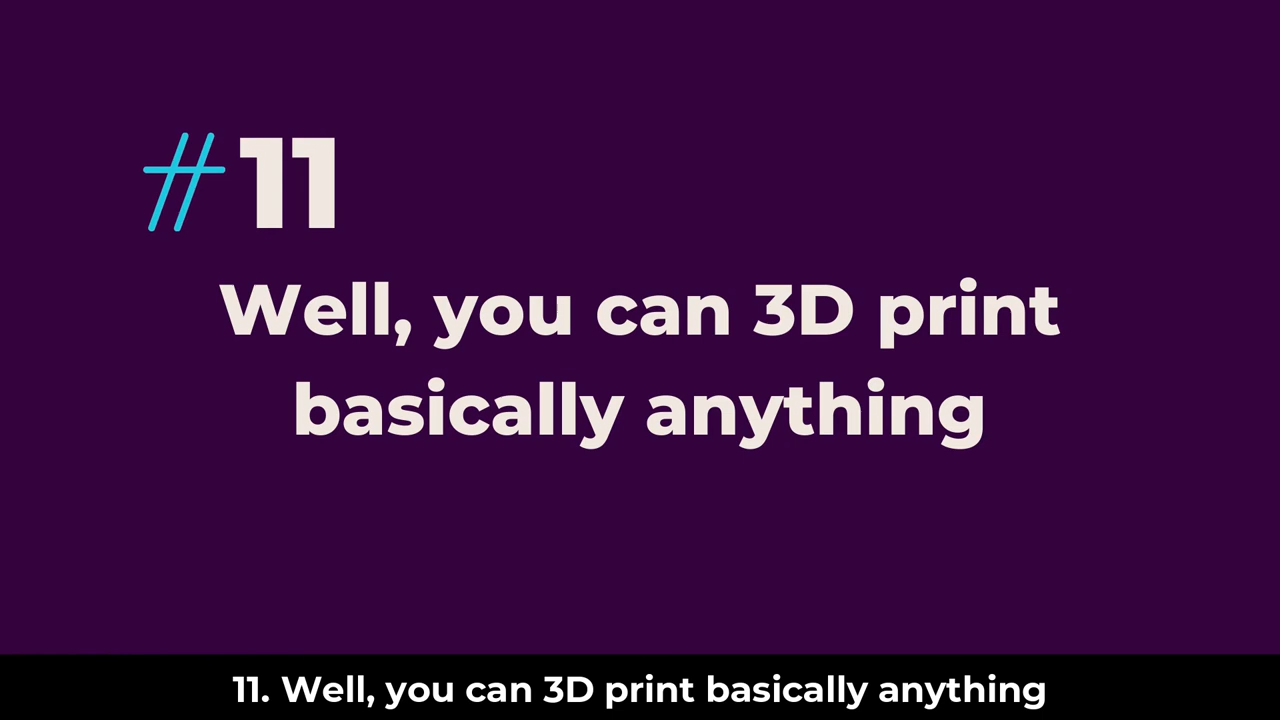 #11
Well, you can 3D print
basically anything
11. Well, you can 3D print basically anything